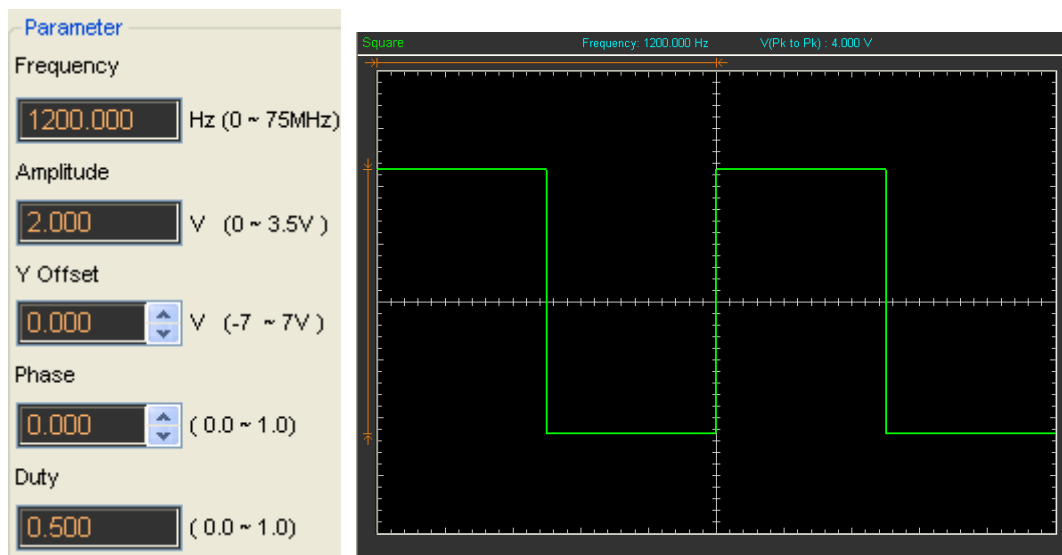 Parameter
Frequency
1200.000 Hz (0 ~ 75MHz)
Amplitude
2.000 V (0 ~ 3.5V )
Y Offset
0.000 V (-7 ~ 7V )
Phase
0.000 ( 0.0 ~ 1.0)
Duty
0.500 ( 0.0 ~ 1.0)
Square Frequency: 1200.000 Hz V(Pk to Pk) : 4.000 V